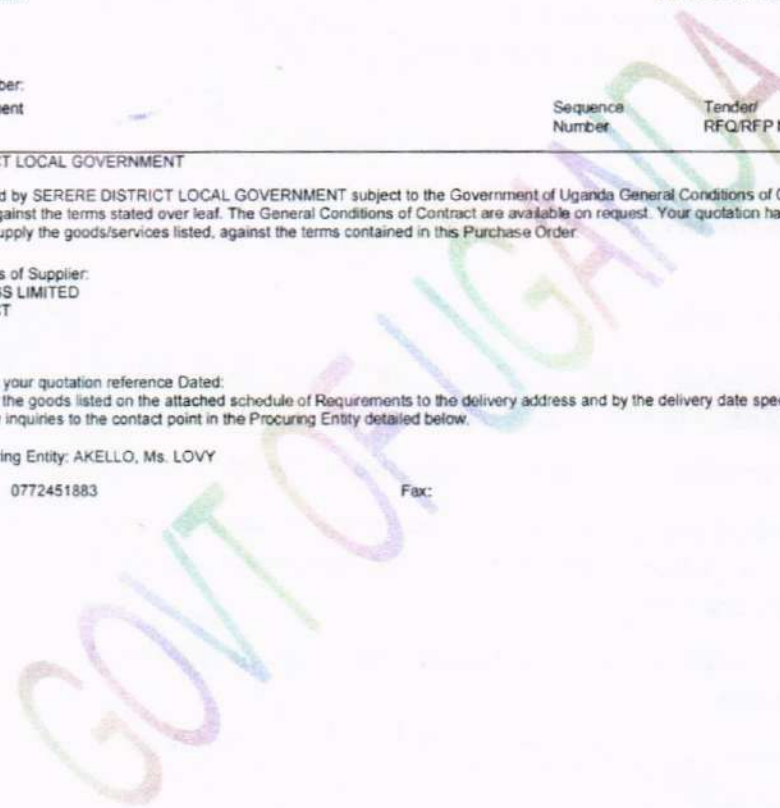 ber:
ent
Sequence Number
Tender/ RFQ/RFP
CT LOCAL GOVERNMENT
d by SERERE DISTRICT LOCAL GOVERNMENT subject to the Government of Uganda General Conditions of
gainst the terms stated over leaf. The General Conditions of Contract are available on request. Your quotation ha
upply the goods/services listed, against the terms contained in this Purchase Order
s of Supplier:
SS LIMITED
CT
your quotation reference Dated:
the goods listed on the attached schedule of Requirements to the delivery address and by the delivery date spe
inquiries to the contact point in the Procuring Entity detailed below.
ing Entity: AKELLO, Ms. LOVY
0772451883 Fax:
GOVT OF UGANDA